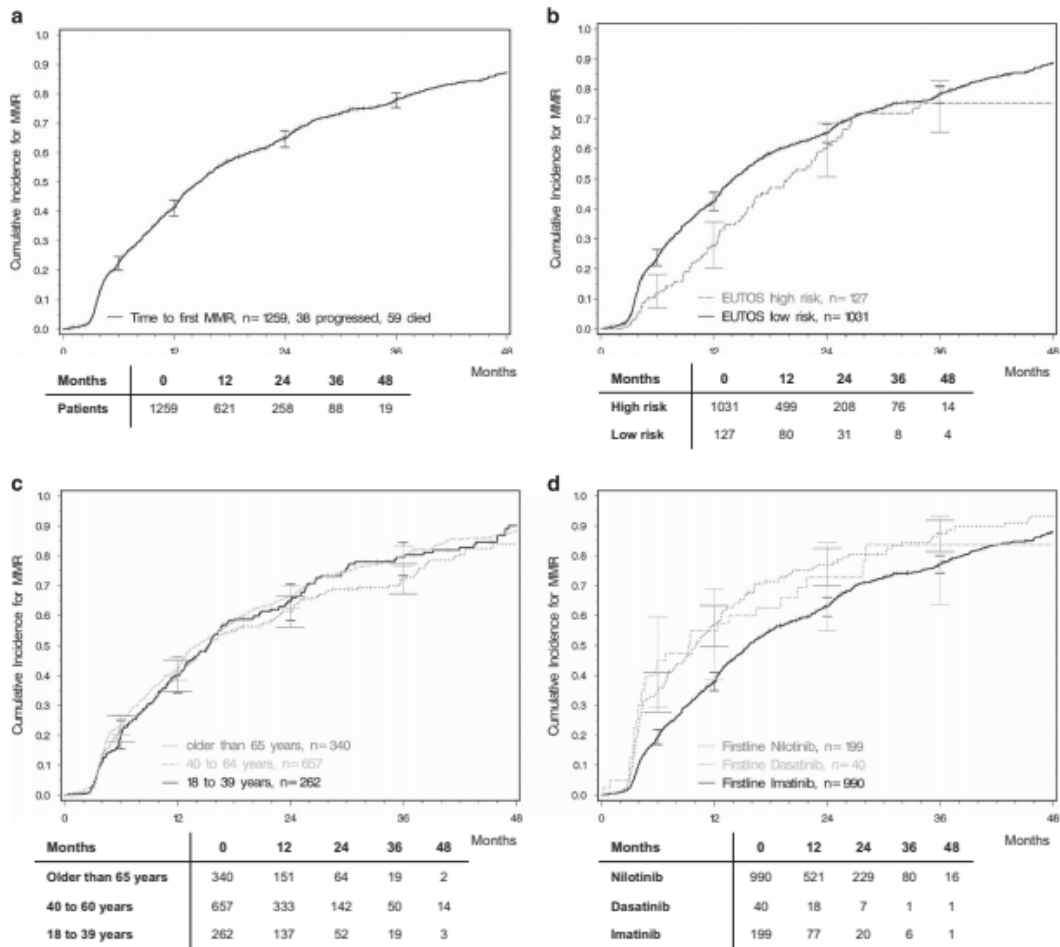 a
Cumulative Incidence for MMR
1.0
0.9
0.8
0.7
0.6
0.5
0.4
0.3
0.2
0.1
0.0
Time to first MMR, n=1259, 38 progressed, 59 died
0 12 24 36 48
Months
Months 0 12 24 36 48
Patients 1259 621 258 88 19
b
Cumulative Incidence for MMR
1.0
0.9
0.8
0.7
0.6
0.5
0.4
0.3
0.2
0.1
0.0
EUTOS high risk, n=127
EUTOS low risk, n=1031
0 12 24 36 48
Months
Months 0 12 24 36 48
High risk 1031 499 208 76 14
Low risk 127 80 31 8 4
c
Cumulative Incidence for MMR
1.0
0.9
0.8
0.7
0.6
0.5
0.4
0.3
0.2
0.1
0.0
older than 65 years, n=340
40 to 64 years, n=657
18 to 39 years, n=262
0 12 24 36 48
Months
Months 0 12 24 36 48
Older than 65 years 340 151 64 19 2
40 to 60 years 657 333 142 50 14
18 to 39 years 262 137 52 19 3
d
Cumulative Incidence for MMR
1.0
0.9
0.8
0.7
0.6
0.5
0.4
0.3
0.2
0.1
0.0
Firstline Nilotinib, n=199
Firstline Dasatinib, n=40
Firstline Imatinib, n=990
0 12 24 36 48
Months
Months 0 12 24 36 48
Nilotinib 990 521 229 80 16
Dasatinib 40 18 7 1 1
Imatinib 199 77 20 6 1